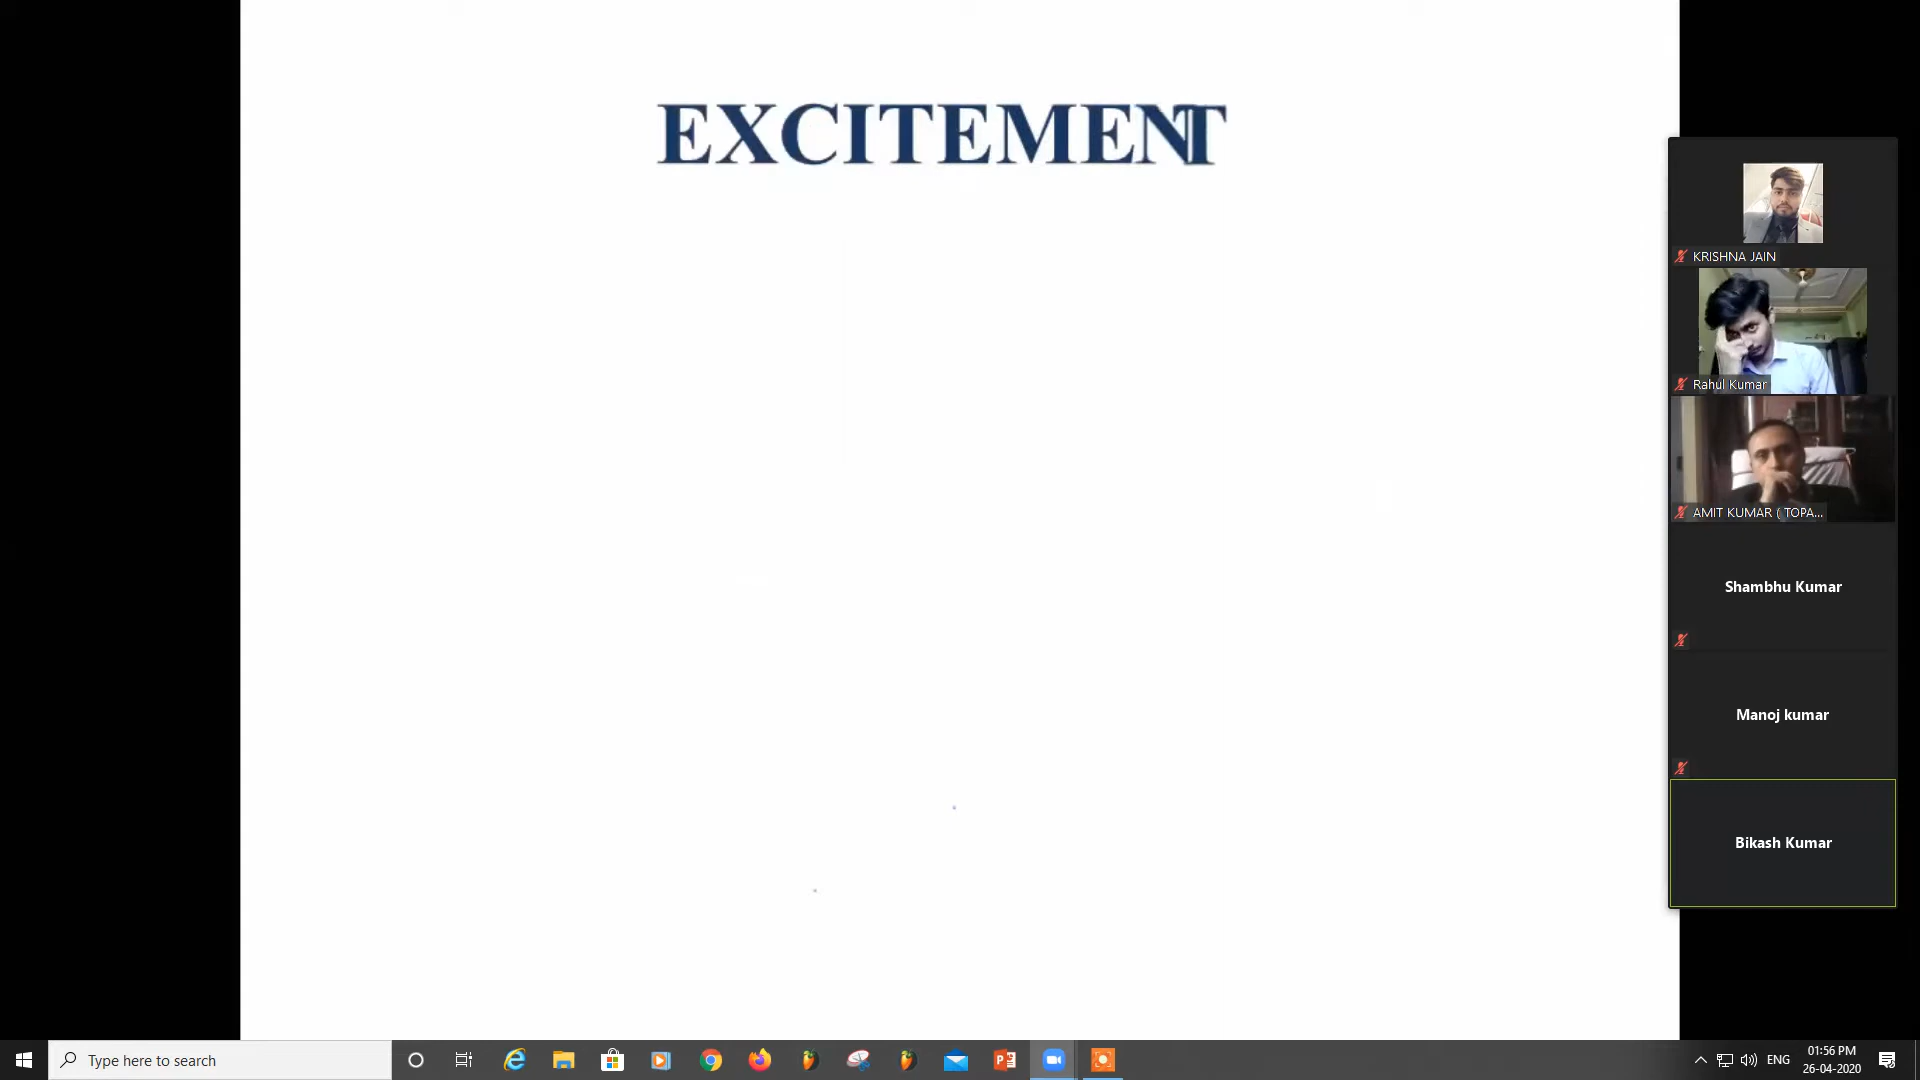 EXCITEMENT
KRISHNA JAIN
Rahul Kumar
AMIT KUMAR ( TOPA...
Shambhu Kumar
Manoj kumar
Bikash Kumar
Type here to search
ENG
01:56 PM
26-04-2020